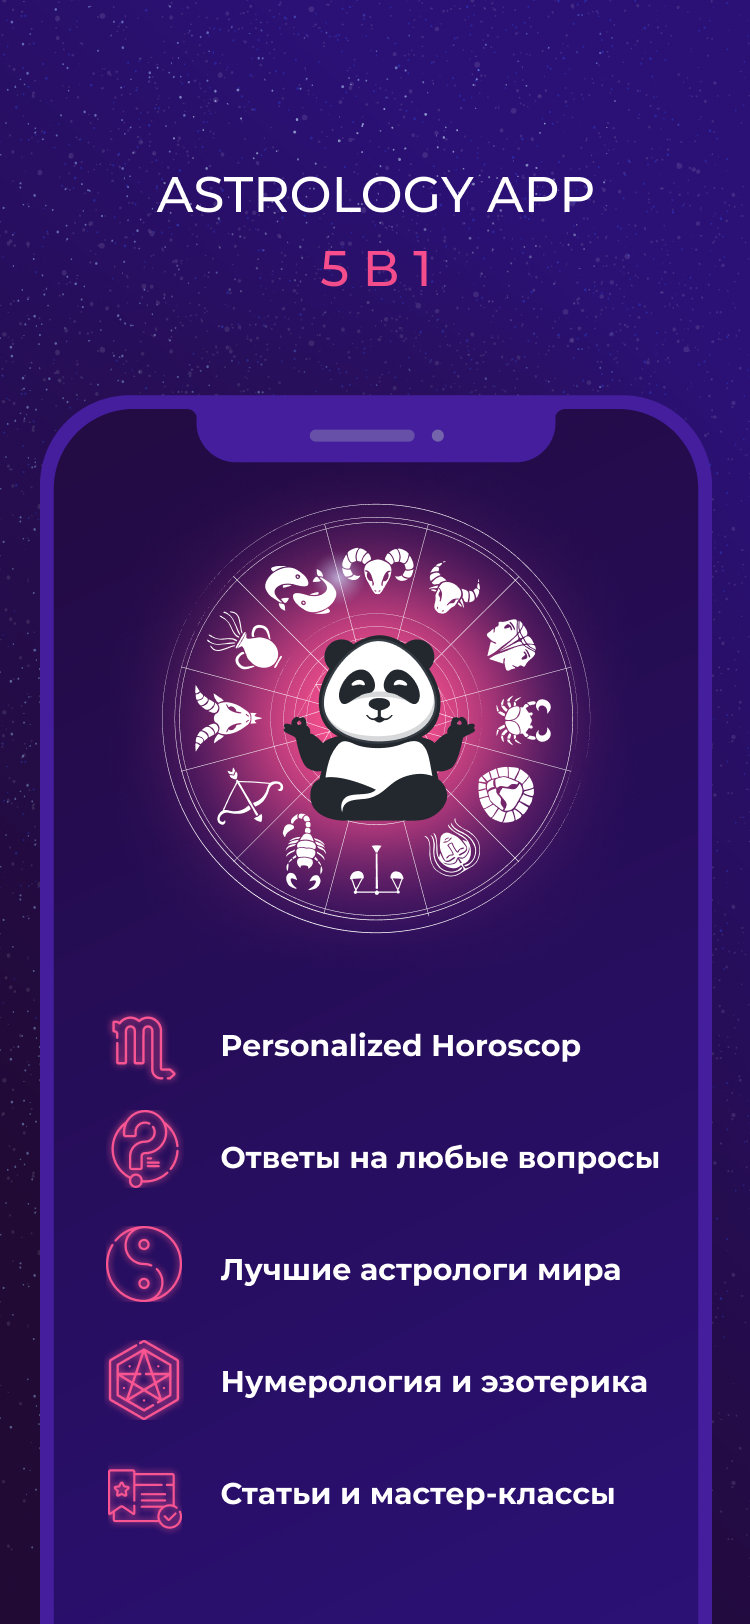 ASTROLOGY APP
5 В 1
Personalized Horoscop
Ответы на любые вопросы
Лучшие астрологи мира
Нумерология и эзотерика
Статьи и мастер-классы